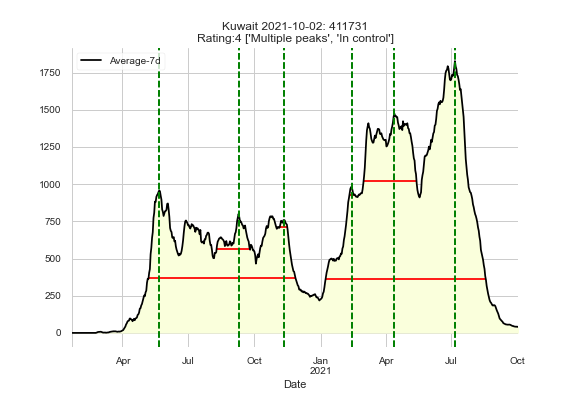 Kuwait 2021-10-02: 411731
Rating:4 ['Multiple peaks', 'In control']
Average-7d
1750
1500
1250
1000
750
500
250
0
Apr
Jul
Oct
Jan
2021
Apr
Jul
Oct
Date